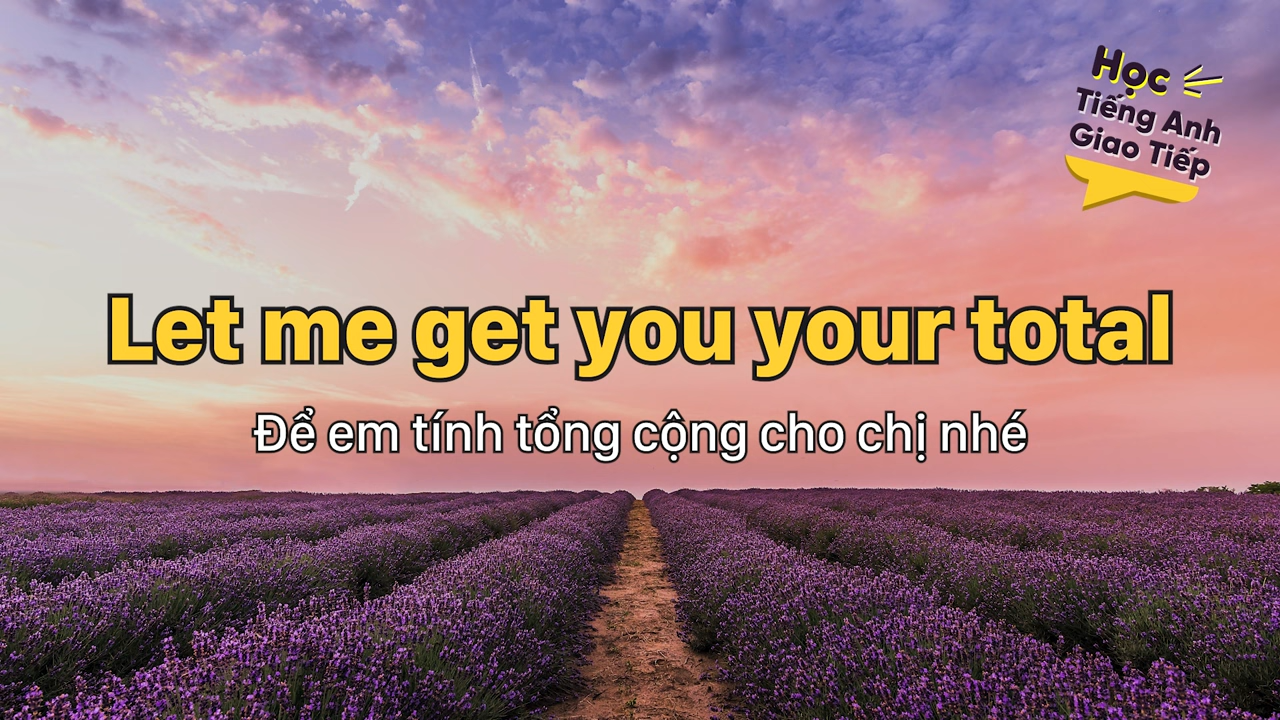 Học
Tiếng Anh
Giao Tiếp
Let me get you your total
Để em tính tổng cộng cho chị nhé